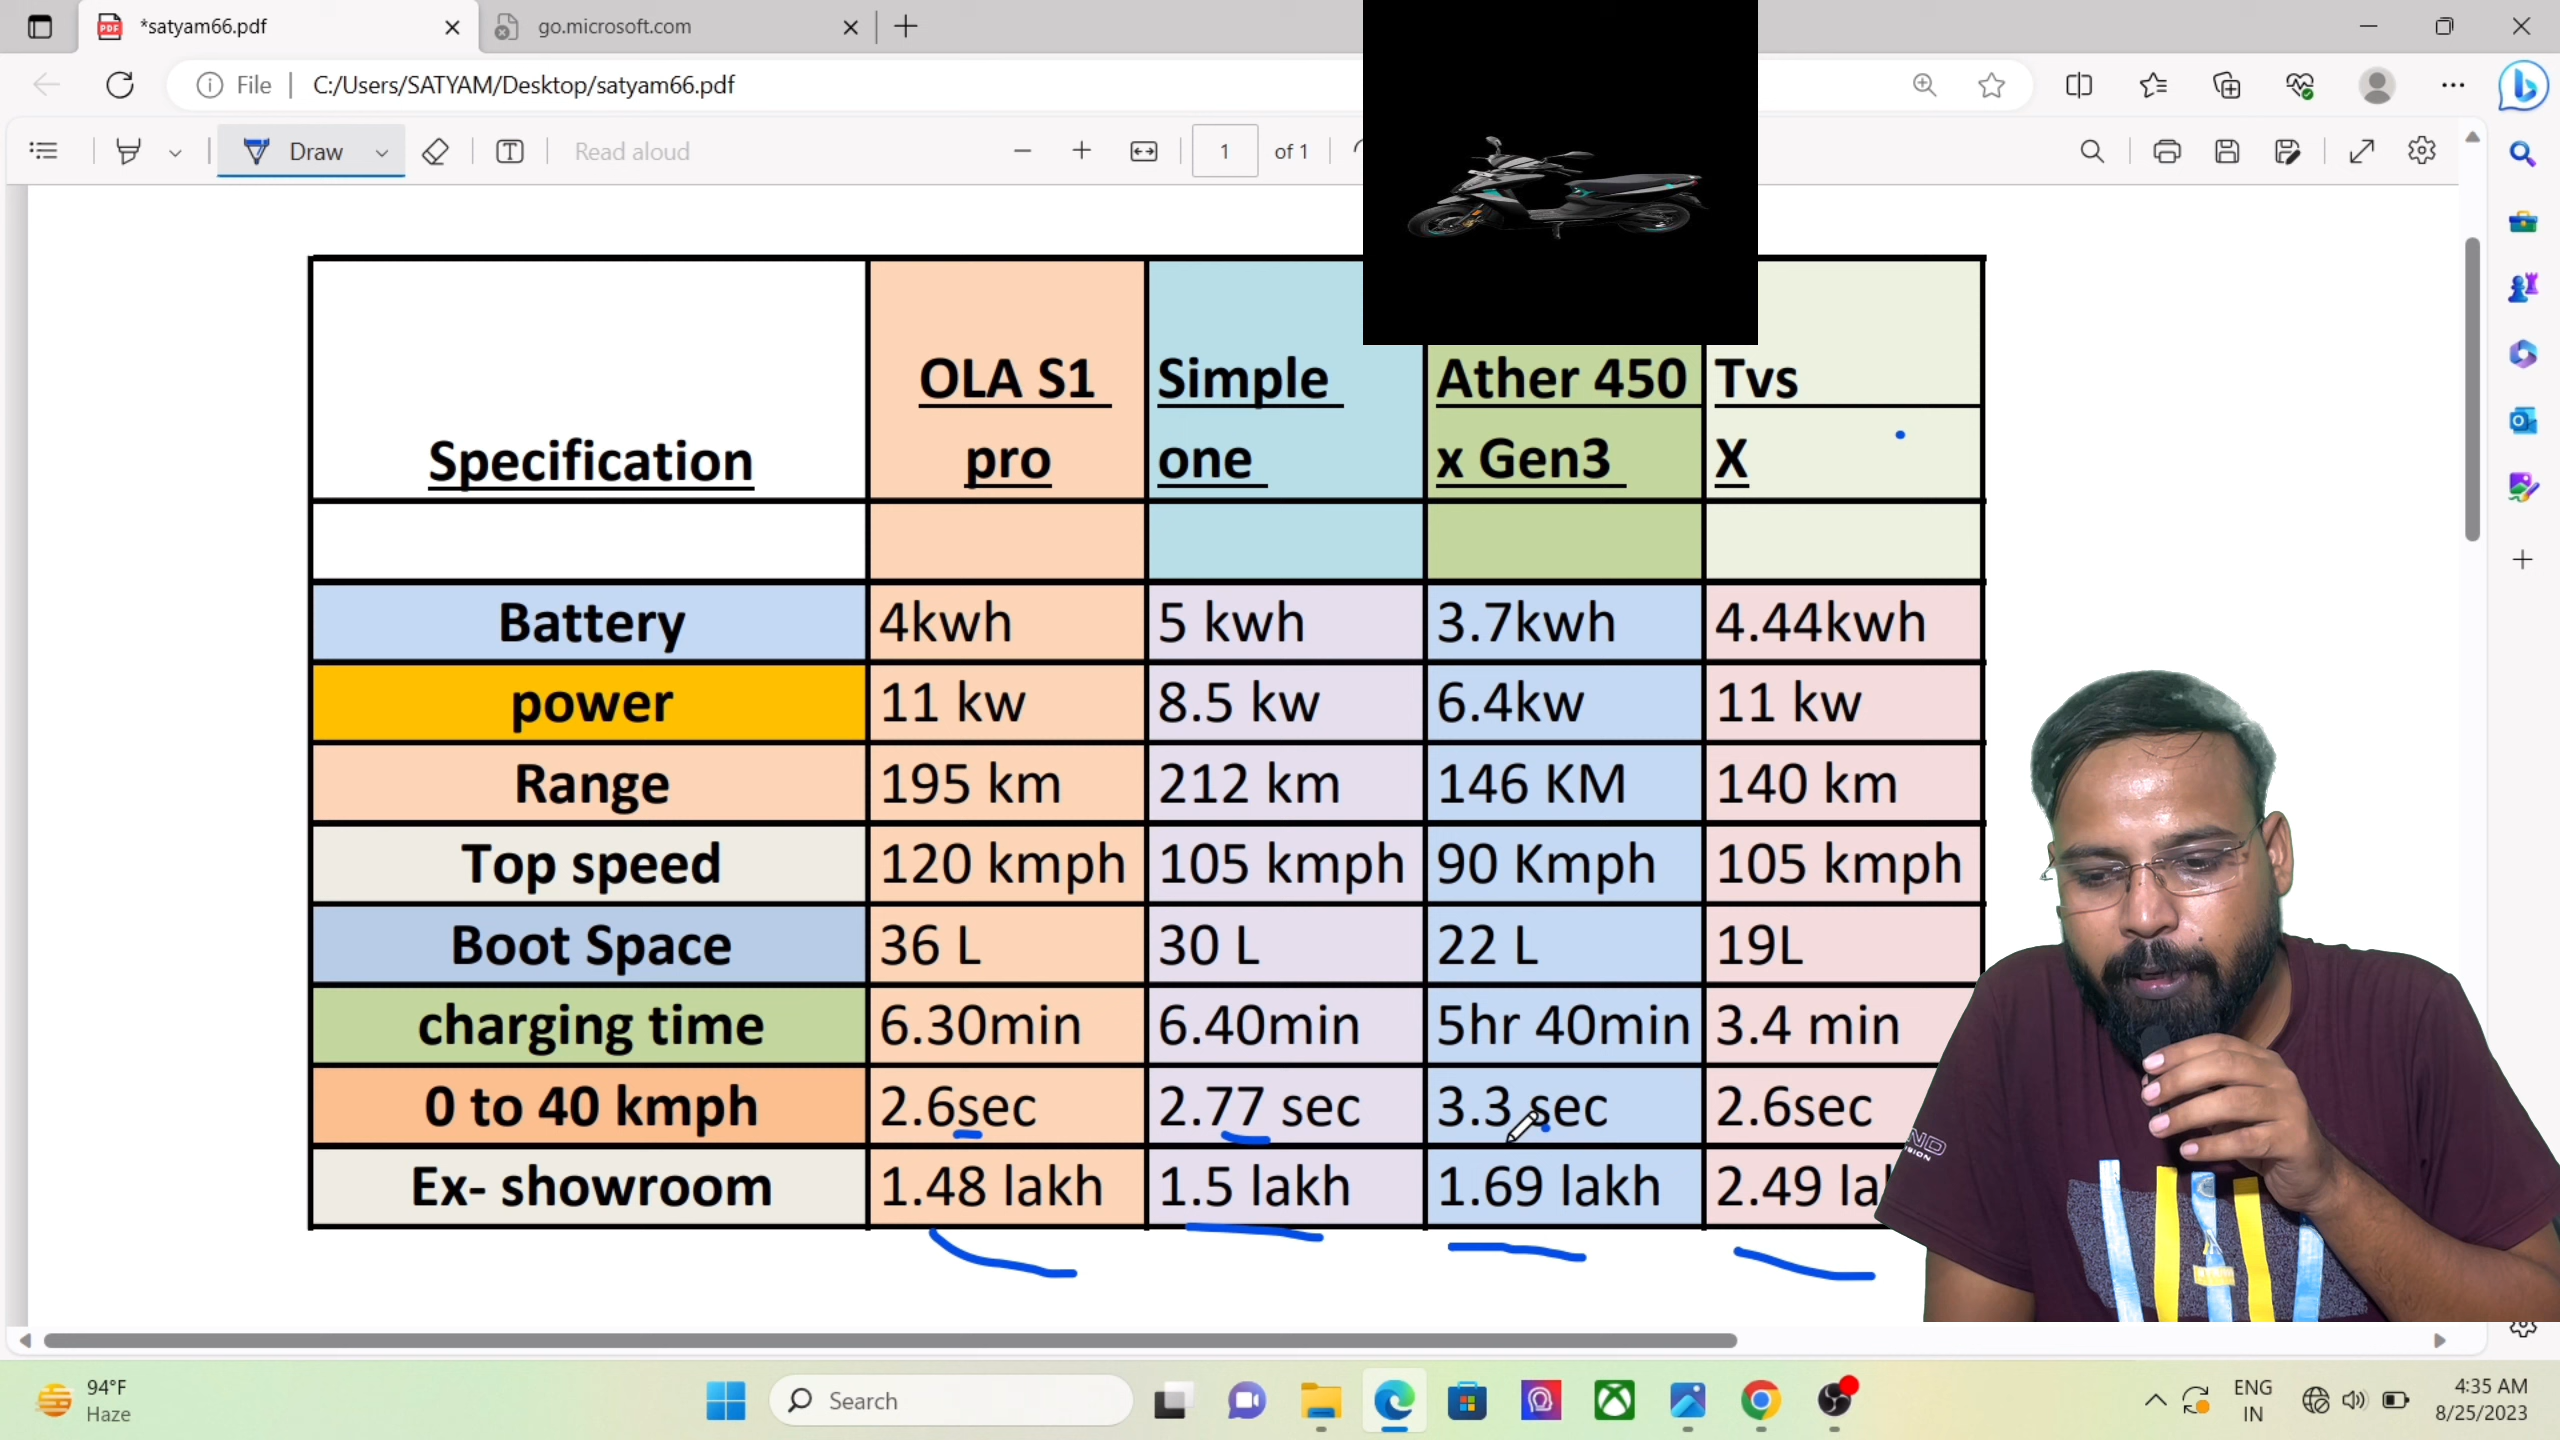 *satyam66.pdf
go.microsoft.com
File
C:/Users/SATYAM/Desktop/satyam66.pdf
Draw
Read aloud
1 of 1
Specification
OLA S1 pro
Simple one
Ather 450 x Gen3
Tvs X
Battery 4kwh 5 kwh 3.7kwh 4.44kwh
power 11 kw 8.5 kw 6.4kw 11 kw
Range 195 km 212 km 146 KM 140 km
Top speed 120 kmph 105 kmph 90 Kmph 105 kmph
Boot Space 36 L 30 L 22 L 19L
charging time 6.30min 6.40min 5hr 40min 3.4 min
0 to 40 kmph 2.6sec 2.77 sec 3.3 sec 2.6sec
Ex- showroom 1.48 lakh 1.5 lakh 1.69 lakh 2.49
94°F
Haze
Search
ENG
IN
4:35 AM
8/25/2023